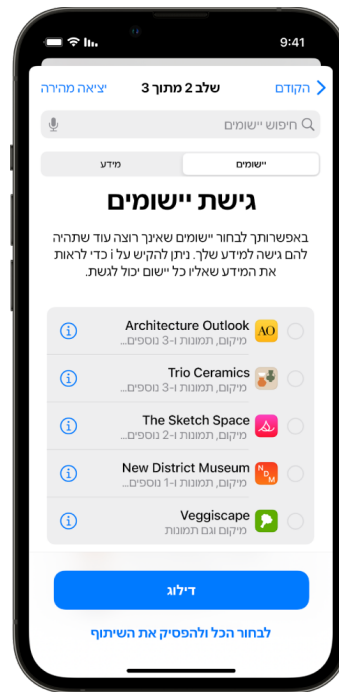 9:41
הקודם
שלב 2 מתוך 3
יציאה מהירה
חיפוש יישומים
יישומים
מידע
גישת יישומים
באפשרותך לבחור יישומים שאינך רוצה עוד שתהיה
להם גישה למידע שלך. ניתן להקיש על i כדי לראות
את המידע שאליו כל יישום יכול לגשת.
AO
Architecture Outlook
מיקום, תמונות ו-3 נוספים...
Trio Ceramics
מיקום, תמונות ו-3 נוספים...
The Sketch Space
מיקום, תמונות ו-2 נוספים...
NDM
New District Museum
מיקום, תמונות ו-1 נוספים...
Veggiscape
מיקום וגם תמונות
דילוג
לבחור הכל ולהפסיק את השיתוף